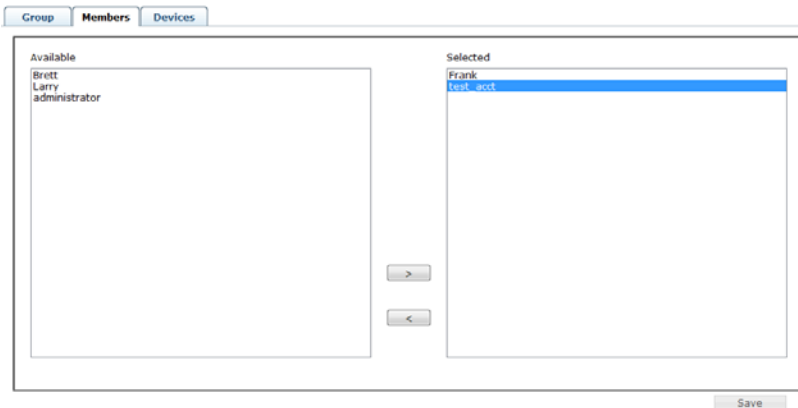 Group Members Devices
Available Selected
Brett Frank
Larry test_acct
administrator
>
<
Save